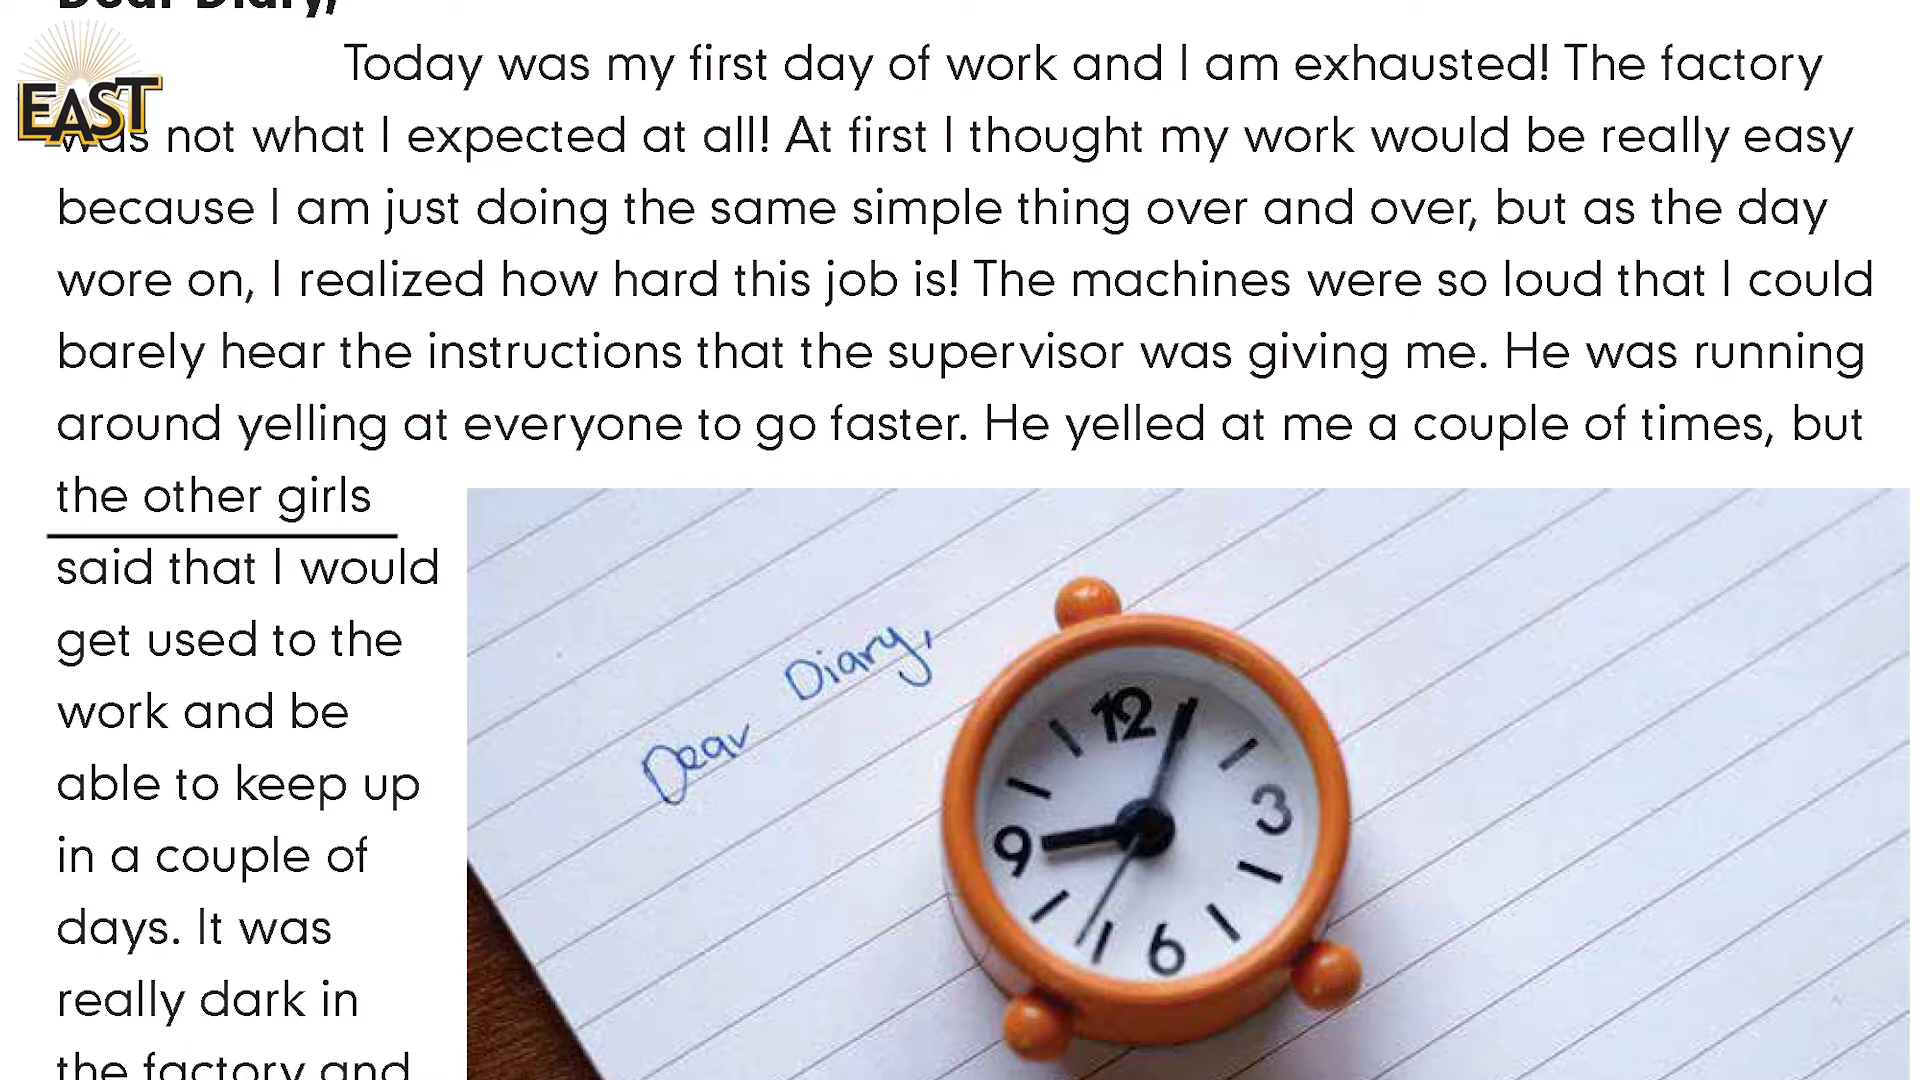 Dear Diary,
Today was my first day of work and I am exhausted! The factory
EAST
was not what I expected at all! At first I thought my work would be really easy
because I am just doing the same simple thing over and over, but as the day
wore on, I realized how hard this job is! The machines were so loud that I could
barely hear the instructions that the supervisor was giving me. He was running
around yelling at everyone to go faster. He yelled at me a couple of times, but
the other girls
said that I would
get used to the
work and be
able to keep up
in a couple of
days. It was
really dark in
the factory and
Dear Diary,
12
3
9
6